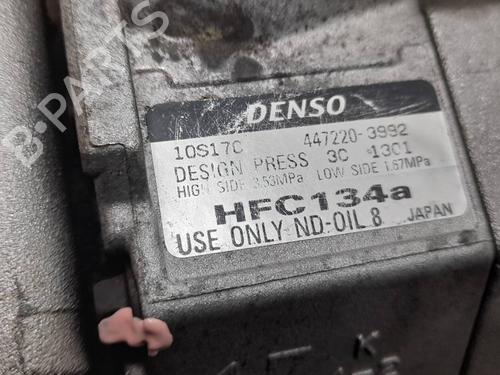 B-PARTS
DENSO
10S17C 447220-3992
DESIGN PRESS 3C -1301
HIGH SIDE 3.53MPa LOW SIDE 1.67MPa
HFC134a
USE ONLY ND-OIL 8 JAPAN